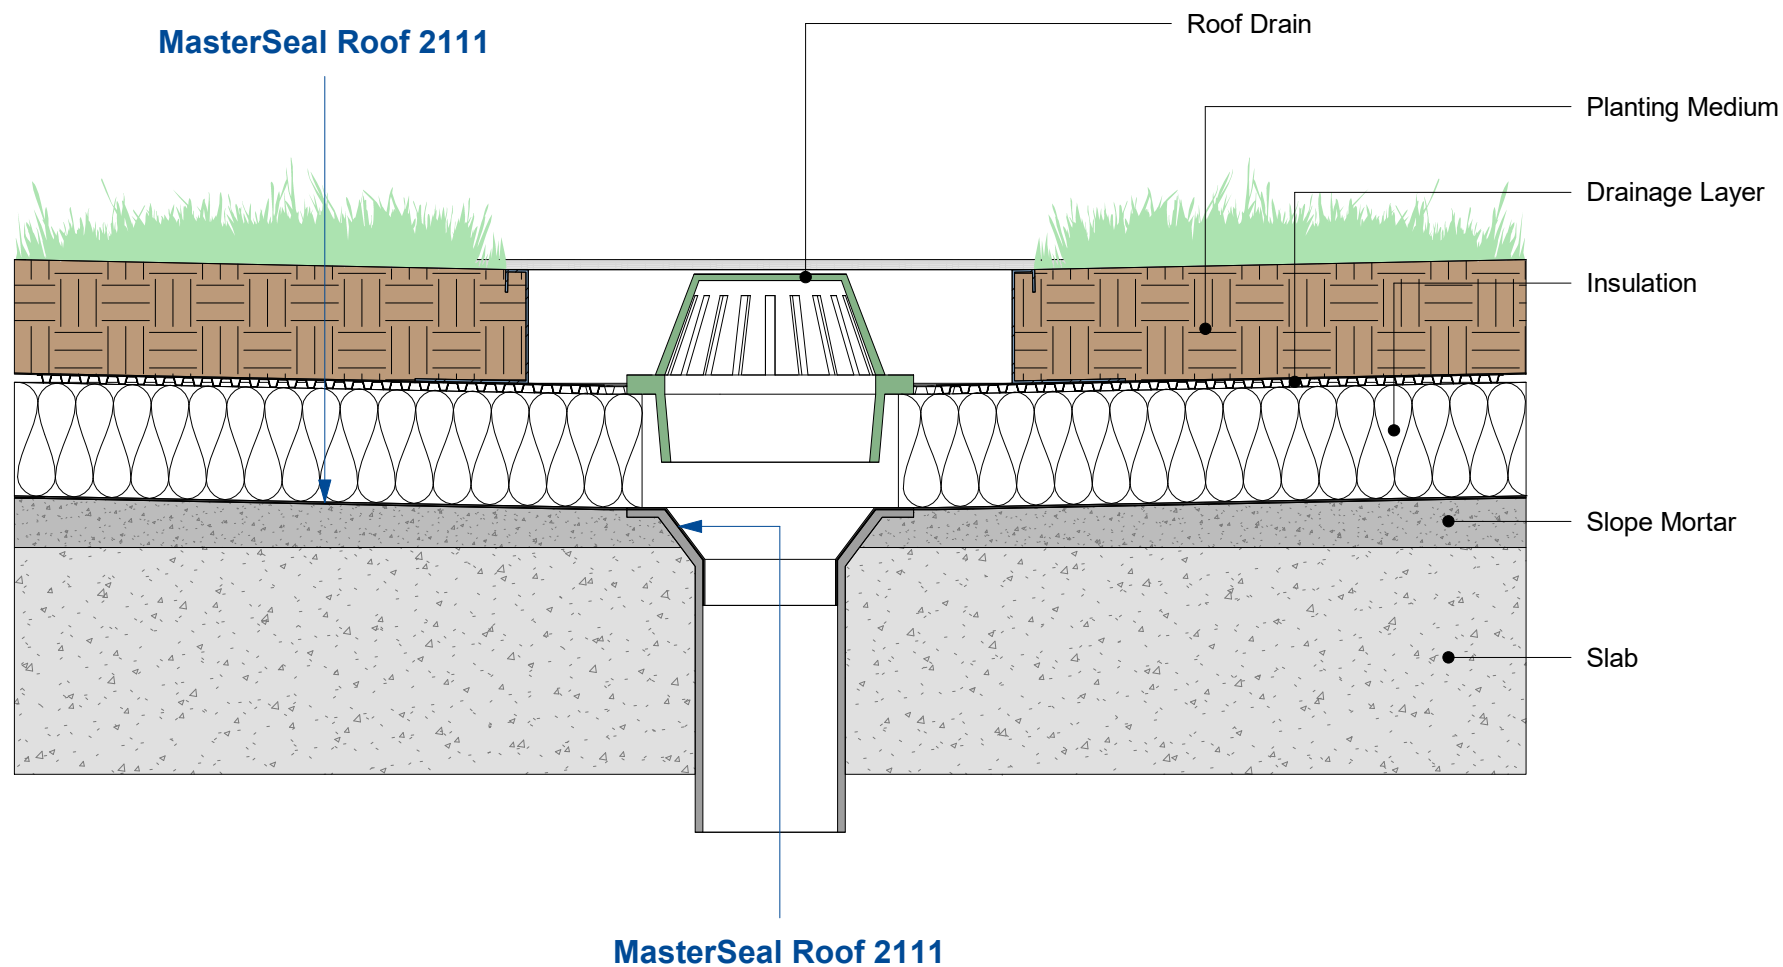 Roof Drain
MasterSeal Roof 2111
Planting Medium
Drainage Layer
Insulation
Slope Mortar
Slab
MasterSeal Roof 2111